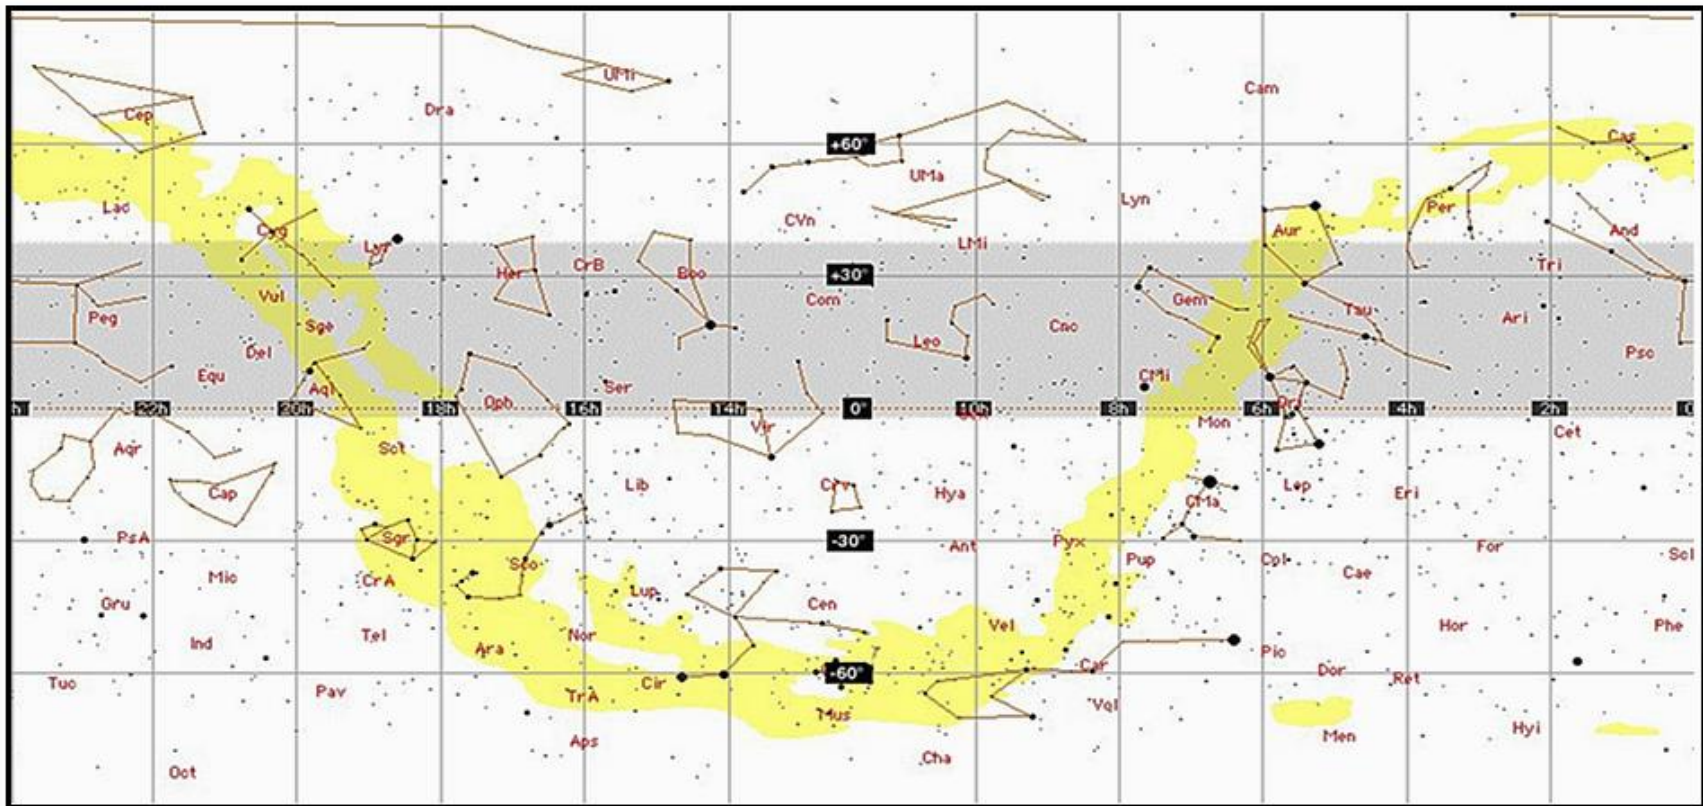 UMi
Cam
Cep
Dra
Cas
+60°
UMa
Lyn
Lac
Per
CVn
Cyg
Aur
And
Lyr
LMi
Her
CrB
Boo
+30°
Tri
Vul
Com
Gem
Peg
Sge
Cnc
Tau
Ari
Leo
Del
Psc
Equ
Aql
Ser
CMi
h 22h 20h 18h Oph 16h 14h 0° 10h 8h 6h Ori 4h 2h 0
Vir
Mon
Cet
Aqr
Sct
Cap
Lib
Crv
Hya
CMa
Lep
Eri
PsA
Sgr
-30°
Ant
Pyx
Pup
Col
For
Scl
Mic
CrA
Sco
Cae
Gru
Lup
Cen
Ind
Tel
Nor
Vel
Hor
Phe
Ara
Pic
Tuc
Pav
TrA
Cir
-60°
Car
Dor
Ret
Mus
Vol
Men
Hyi
Aps
Oct
Cha